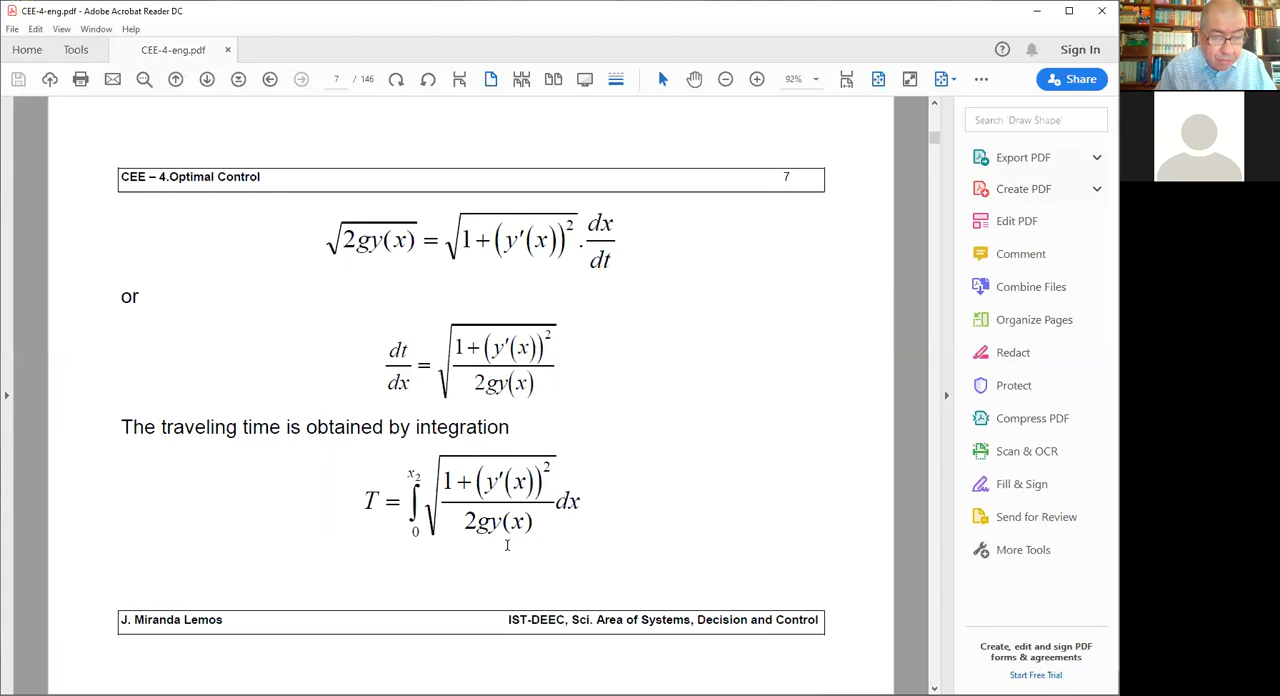 CEE-4-eng.pdf - Adobe Acrobat Reader DC
File Edit View Window Help
Home Tools CEE-4-eng.pdf × Sign In
7 / 146 92% Share
CEE – 4.Optimal Control 7
√(2gy(x)) = √(1+(y′(x))²) . dx/dt
or
dt/dx = √((1+(y′(x))²)/(2gy(x)))
The traveling time is obtained by integration
T = ∫₀^x₂ √((1+(y′(x))²)/(2gy(x))) dx
J. Miranda Lemos IST-DEEC, Sci. Area of Systems, Decision and Control
Search 'Draw Shape'
Export PDF
Create PDF
Edit PDF
Comment
Combine Files
Organize Pages
Redact
Protect
Compress PDF
Scan & OCR
Fill & Sign
Send for Review
More Tools
Create, edit and sign PDF
forms & agreements
Start Free Trial